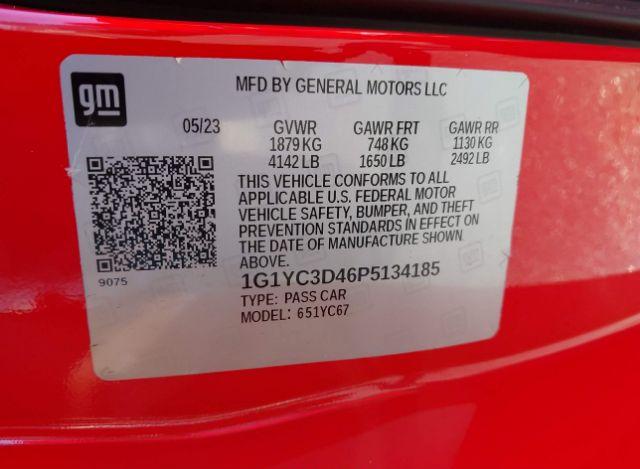 gm
MFD BY GENERAL MOTORS LLC
05/23 GVWR GAWR FRT GAWR RR
1879 KG 748 KG 1130 KG
4142 LB 1650 LB 2492 LB
THIS VEHICLE CONFORMS TO ALL
APPLICABLE U.S. FEDERAL MOTOR
VEHICLE SAFETY, BUMPER, AND THEFT
PREVENTION STANDARDS IN EFFECT ON
THE DATE OF MANUFACTURE SHOWN
ABOVE.
9075
1G1YC3D46P5134185
TYPE: PASS CAR
MODEL: 651YC67